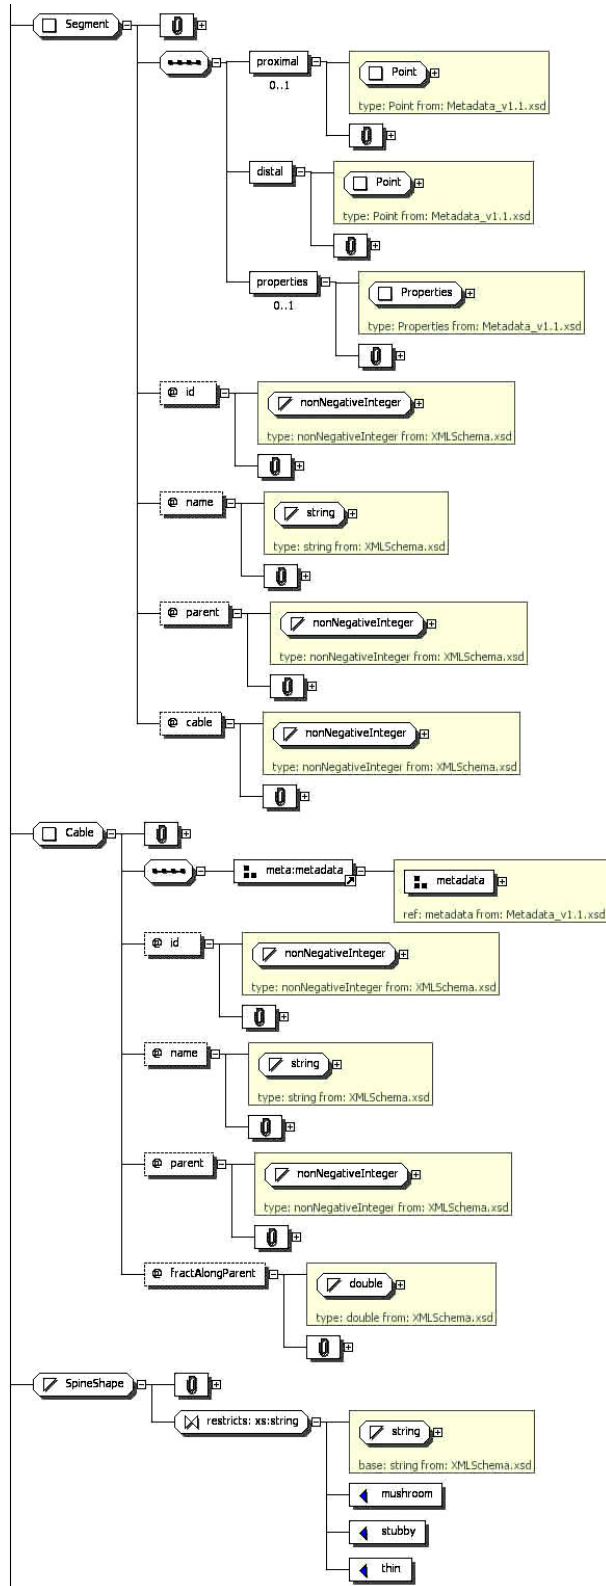 Segment
proximal
0..1
Point
type: Point from: Metadata_v1.1.xsd
distal
Point
type: Point from: Metadata_v1.1.xsd
properties
0..1
Properties
type: Properties from: Metadata_v1.1.xsd
@ id
nonNegativeInteger
type: nonNegativeInteger from: XMLSchema.xsd
@ name
string
type: string from: XMLSchema.xsd
@ parent
nonNegativeInteger
type: nonNegativeInteger from: XMLSchema.xsd
@ cable
nonNegativeInteger
type: nonNegativeInteger from: XMLSchema.xsd
Cable
meta:metadata
metadata
ref: metadata from: Metadata_v1.1.xsd
@ id
nonNegativeInteger
type: nonNegativeInteger from: XMLSchema.xsd
@ name
string
type: string from: XMLSchema.xsd
@ parent
nonNegativeInteger
type: nonNegativeInteger from: XMLSchema.xsd
@ fractAlongParent
double
type: double from: XMLSchema.xsd
SpineShape
restricts: xs:string
string
base: string from: XMLSchema.xsd
mushroom
stubby
thin